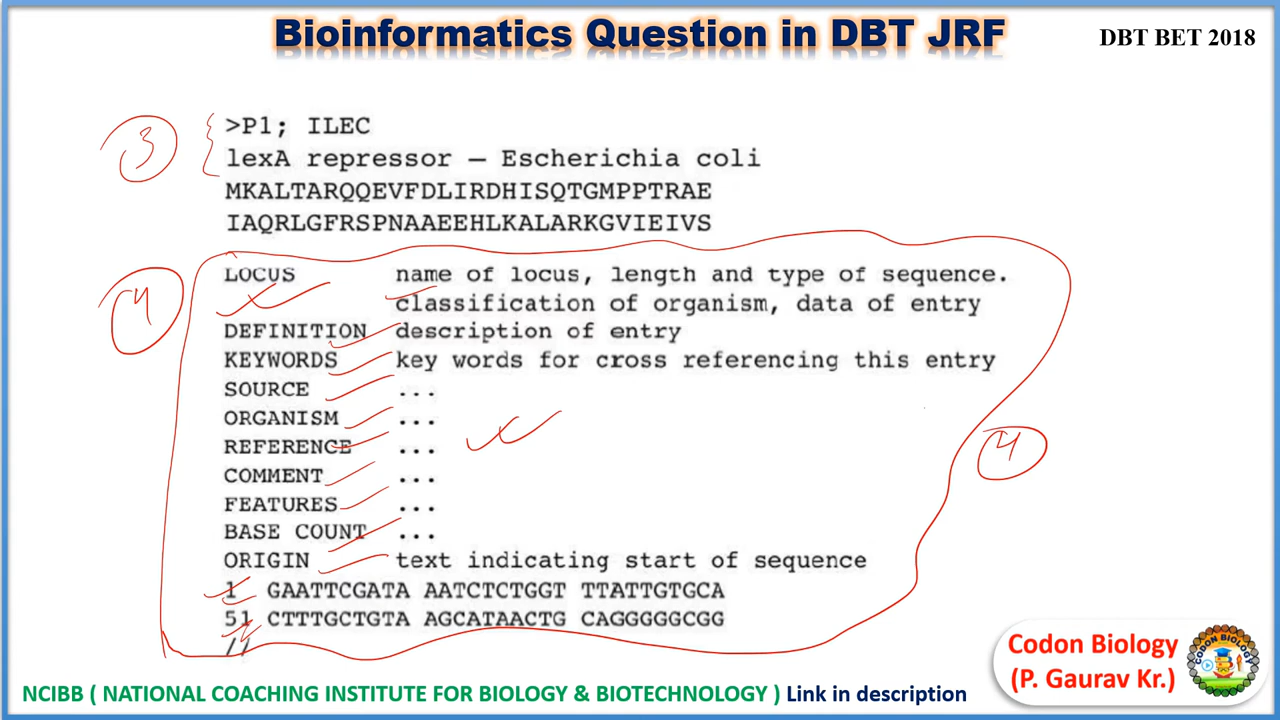 Bioinformatics Question in DBT JRF
DBT BET 2018
3
>P1; ILEC
lexA repressor – Escherichia coli
MKALTARQQEVFDLIRDHISQTGMPPTRAE
IAQRLGFRSPNAAEEHLKALARKGVIEIVS
4
LOCUS name of locus, length and type of sequence.
classification of organism, data of entry
DEFINITION description of entry
KEYWORDS key words for cross referencing this entry
SOURCE ...
ORGANISM ...
REFERENCE ...
4
COMMENT ...
FEATURES ...
BASE COUNT ...
ORIGIN text indicating start of sequence
1 GAATTCGATA AATCTCTGGT TTATTGTGCA
51 CTTTGCTGTA AGCATAACTG CAGGGGGCGG
//
Codon Biology
(P. Gaurav Kr.)
CODON BIOLOGY
NCIBB ( NATIONAL COACHING INSTITUTE FOR BIOLOGY & BIOTECHNOLOGY ) Link in description